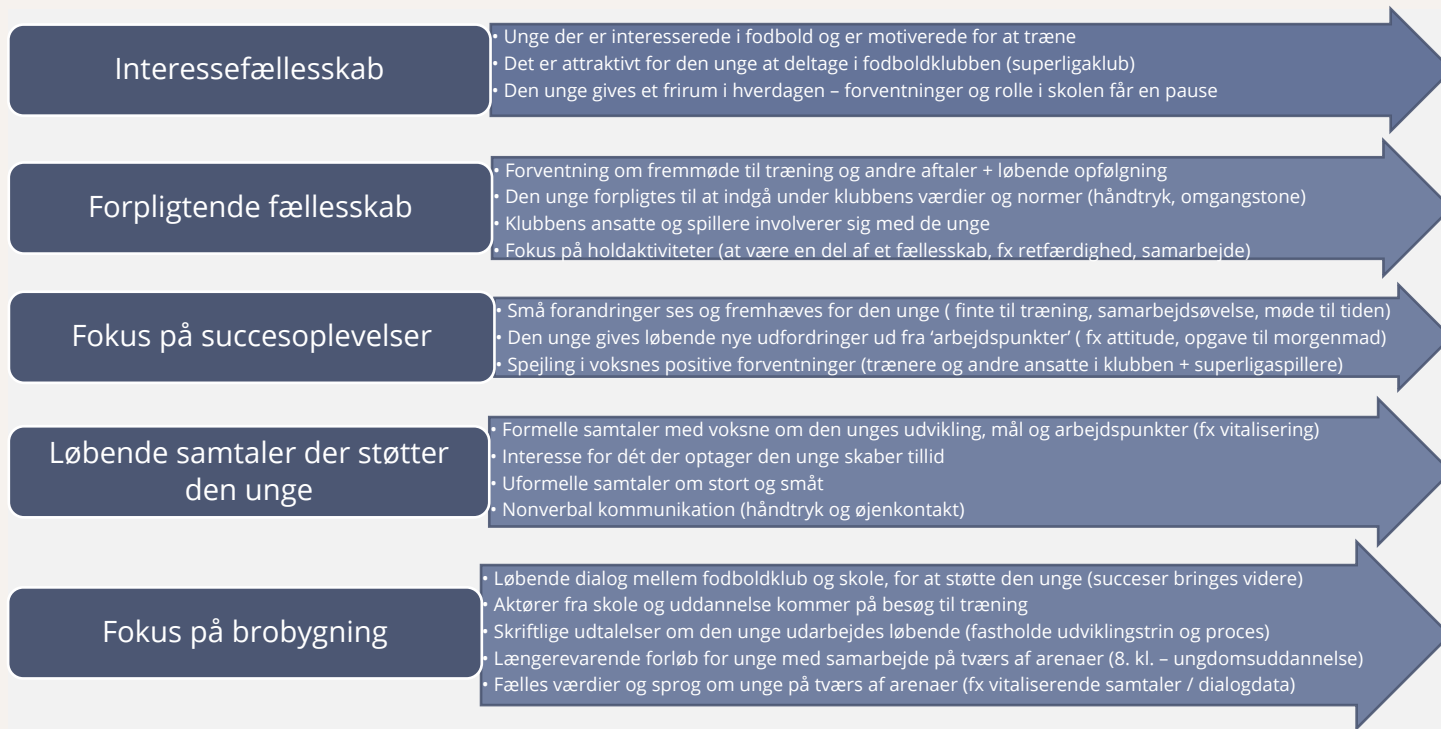 Interessefællesskab
• Unge der er interesserede i fodbold og er motiverede for at træne
• Det er attraktivt for den unge at deltage i fodboldklubben (superligaklub)
• Den unge gives et frirum i hverdagen – forventninger og rolle i skolen får en pause
Forpligtende fællesskab
• Forventning om fremmøde til træning og andre aftaler + løbende opfølgning
• Den unge forpligtes til at indgå under klubbens værdier og normer (håndtryk, omgangstone)
• Klubbens ansatte og spillere involverer sig med de unge
• Fokus på holdaktiviteter (at være en del af et fællesskab, fx retfærdighed, samarbejde)
Fokus på succesoplevelser
• Små forandringer ses og fremhæves for den unge ( finte til træning, samarbejdsøvelse, møde til tiden)
• Den unge gives løbende nye udfordringer ud fra ‘arbejdspunkter’ ( fx attitude, opgave til morgenmad)
• Spejling i voksnes positive forventninger (trænere og andre ansatte i klubben + superligaspillere)
Løbende samtaler der støtter
den unge
• Formelle samtaler med voksne om den unges udvikling, mål og arbejdspunkter (fx vitalisering)
• Interesse for dét der optager den unge skaber tillid
• Uformelle samtaler om stort og småt
• Nonverbal kommunikation (håndtryk og øjenkontakt)
Fokus på brobygning
• Løbende dialog mellem fodboldklub og skole, for at støtte den unge (succeser bringes videre)
• Aktører fra skole og uddannelse kommer på besøg til træning
• Skriftlige udtalelser om den unge udarbejdes løbende (fastholde udviklingstrin og proces)
• Længerevarende forløb for unge med samarbejde på tværs af arenaer (8. kl. – ungdomsuddannelse)
• Fælles værdier og sprog om unge på tværs af arenaer (fx vitaliserende samtaler / dialogdata)